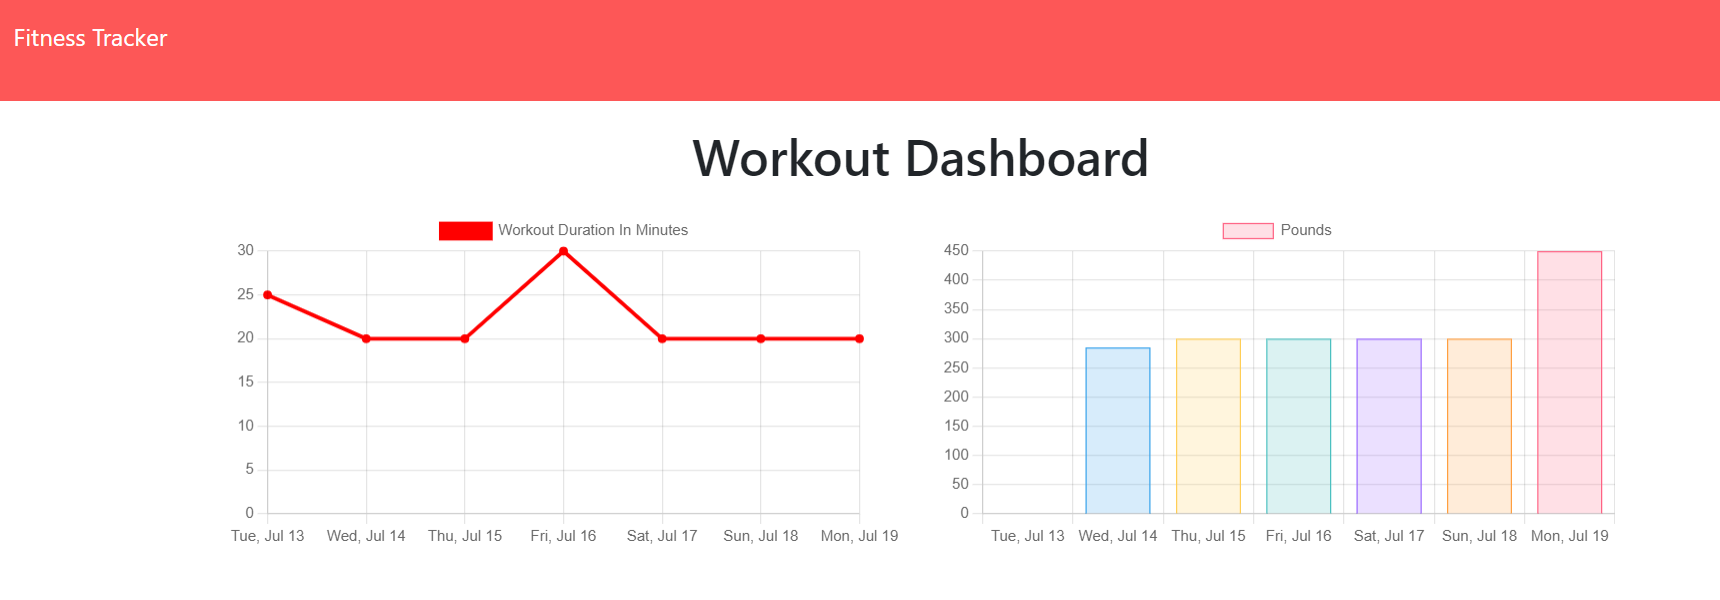 Fitness Tracker
Workout Dashboard
Workout Duration In Minutes
30
25
20
15
10
5
0
Tue, Jul 13 Wed, Jul 14 Thu, Jul 15 Fri, Jul 16 Sat, Jul 17 Sun, Jul 18 Mon, Jul 19
Pounds
450
400
350
300
250
200
150
100
50
0
Tue, Jul 13 Wed, Jul 14 Thu, Jul 15 Fri, Jul 16 Sat, Jul 17 Sun, Jul 18 Mon, Jul 19